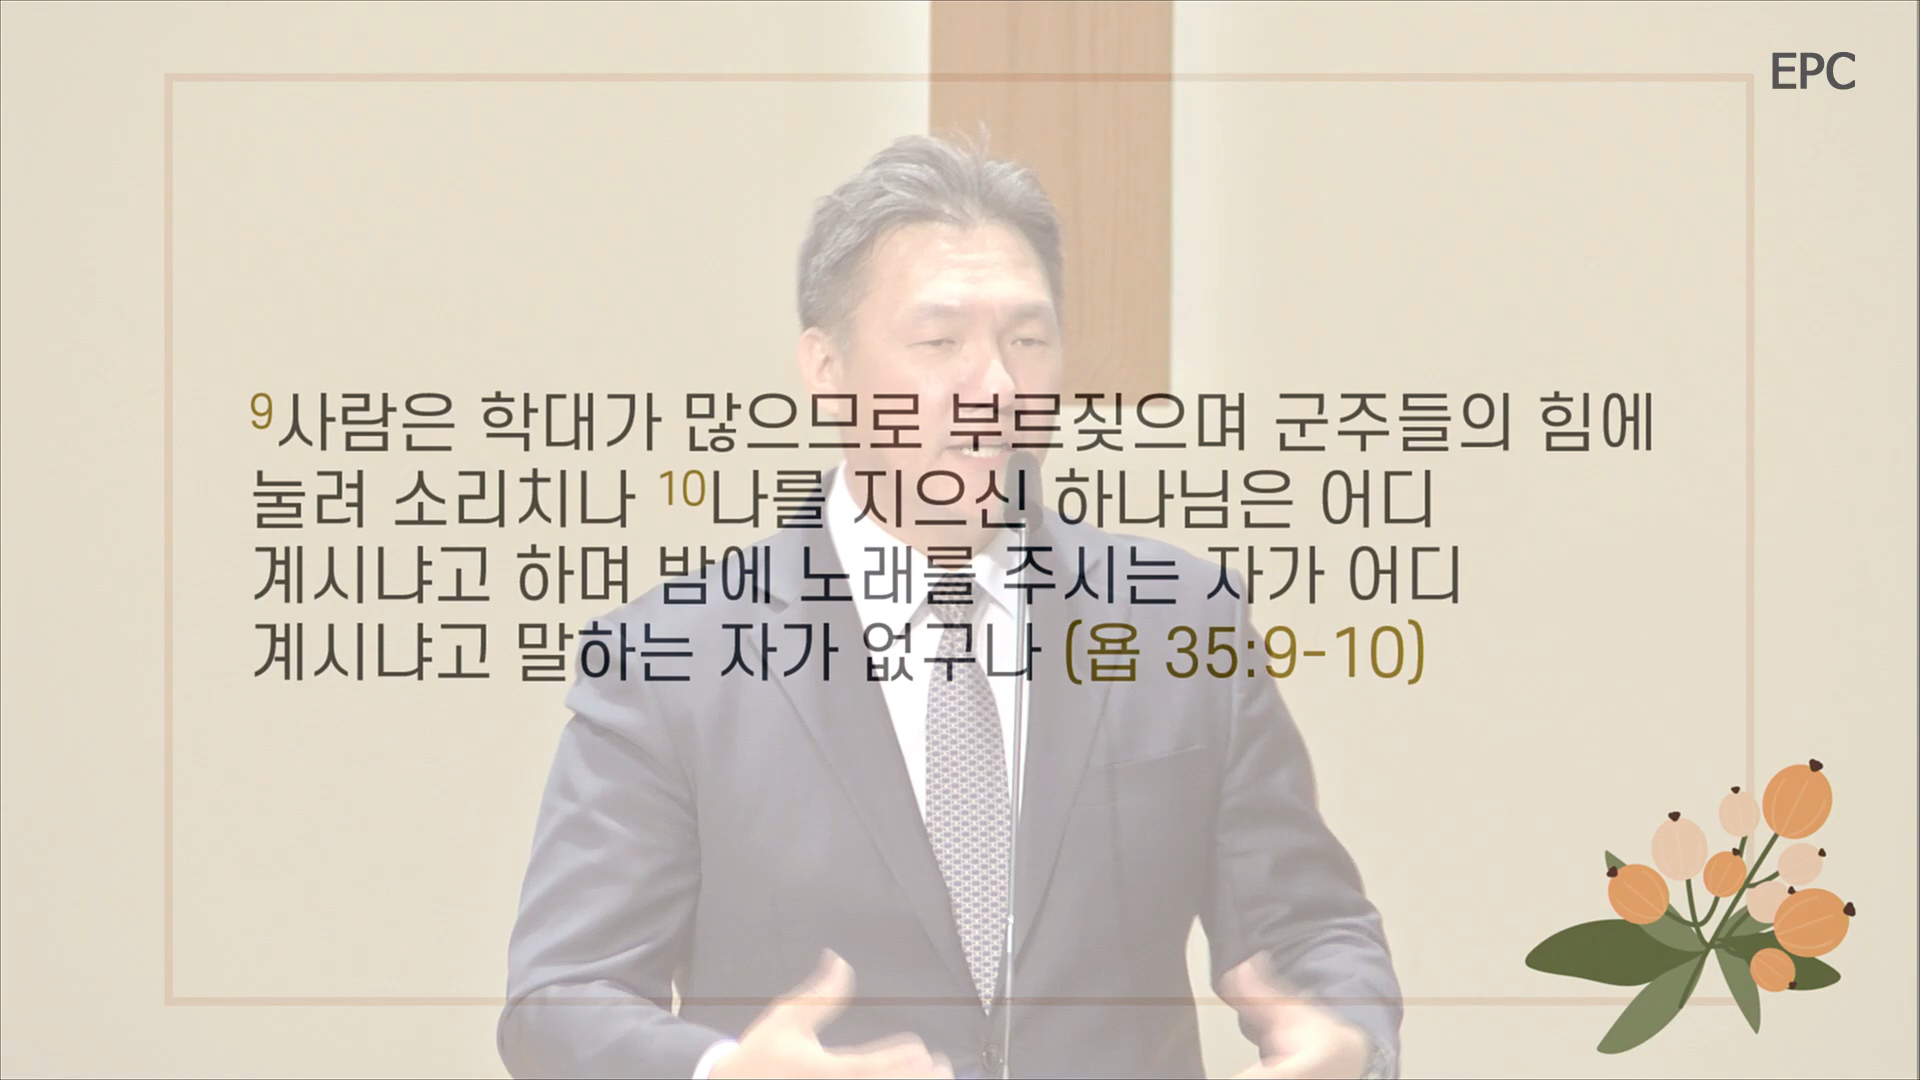 EPC
9사람은 학대가 많으므로 부르짖으며 군주들의 힘에
눌려 소리치나 10나를 지으신 하나님은 어디
계시냐고 하며 밤에 노래를 주시는 자가 어디
계시냐고 말하는 자가 없구나 (욥 35:9-10)